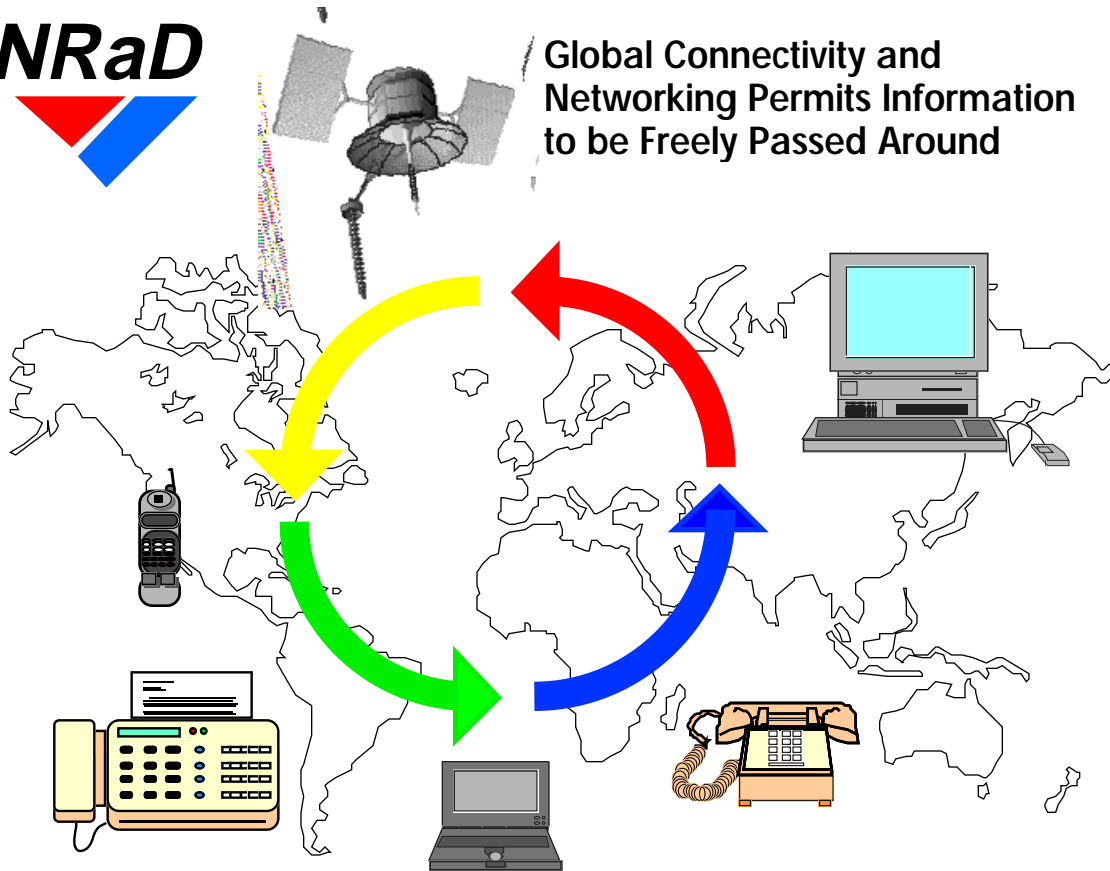 NRaD
Global Connectivity and
Networking Permits Information
to be Freely Passed Around